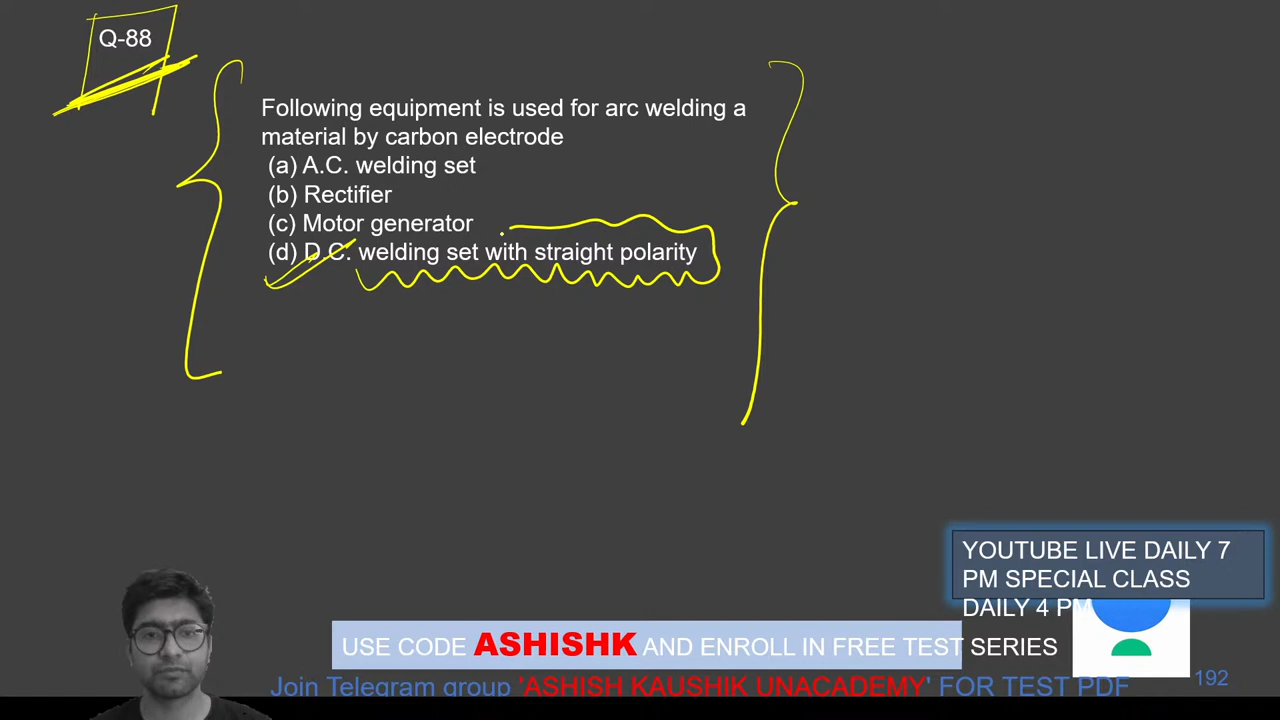 Q-88
Following equipment is used for arc welding a
material by carbon electrode
(a) A.C. welding set
(b) Rectifier
(c) Motor generator
(d) D.C. welding set with straight polarity
YOUTUBE LIVE DAILY 7
PM SPECIAL CLASS
DAILY 4 PM
USE CODE ASHISHK AND ENROLL IN FREE TEST SERIES
Join Telegram group 'ASHISH KAUSHIK UNACADEMY' FOR TEST PDF
192